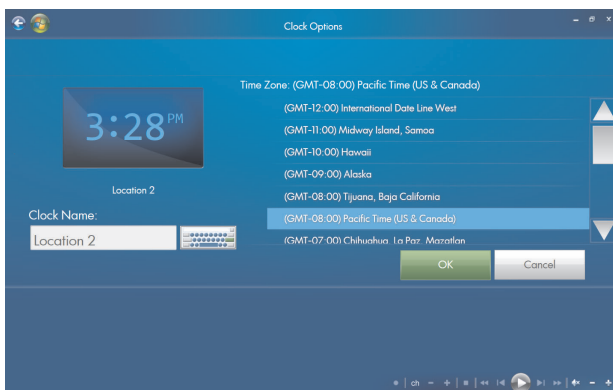 Clock Options
Time Zone: (GMT-08:00) Pacific Time (US & Canada)
(GMT-12:00) International Date Line West
(GMT-11:00) Midway Island, Samoa
3:28 PM
(GMT-10:00) Hawaii
(GMT-09:00) Alaska
Location 2
(GMT-08:00) Tijuana, Baja California
Clock Name:
(GMT-08:00) Pacific Time (US & Canada)
Location 2
(GMT-07:00) Chihuahua, La Paz, Mazatlan
OK
Cancel
ch